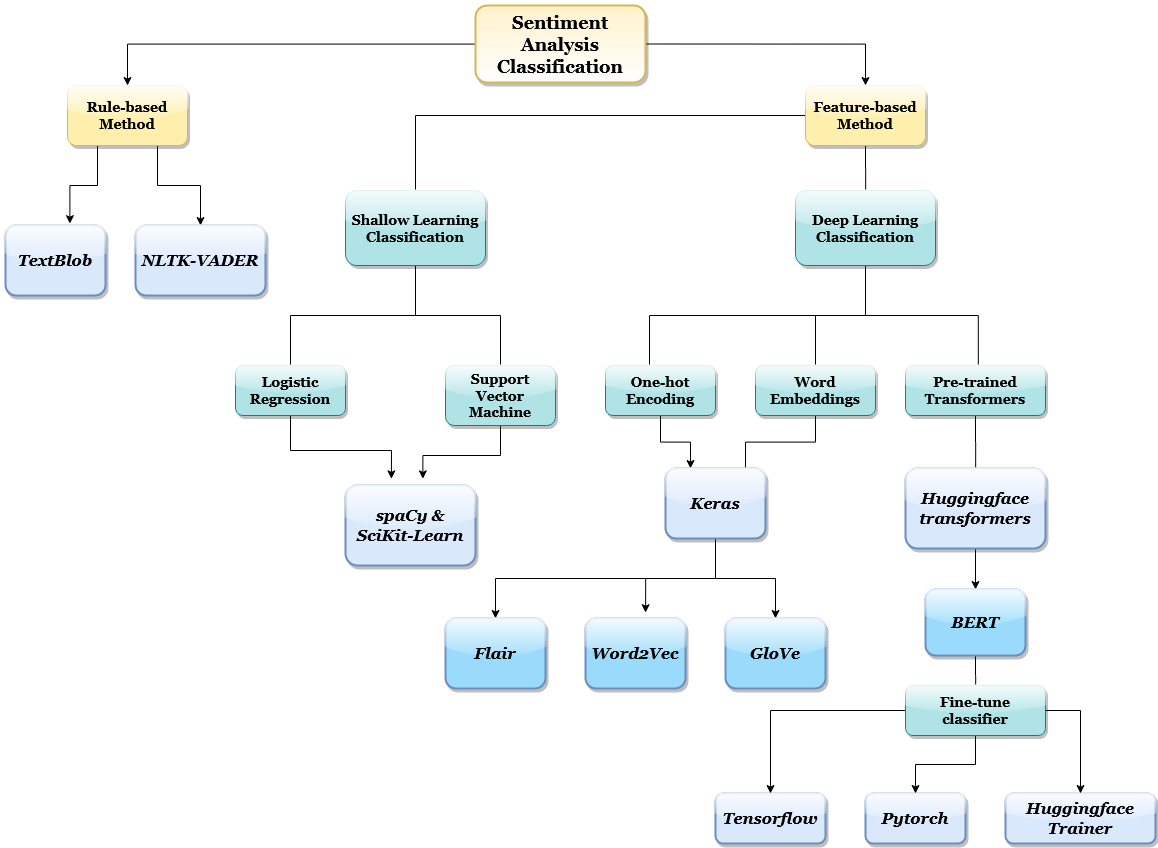 Sentiment
Analysis
Classification
Rule-based
Method
Feature-based
Method
TextBlob
NLTK-VADER
Shallow Learning
Classification
Deep Learning
Classification
Logistic
Regression
Support
Vector
Machine
One-hot
Encoding
Word
Embeddings
Pre-trained
Transformers
spaCy &
SciKit-Learn
Keras
Huggingface
transformers
Flair
Word2Vec
GloVe
BERT
Fine-tune
classifier
Tensorflow
Pytorch
Huggingface
Trainer